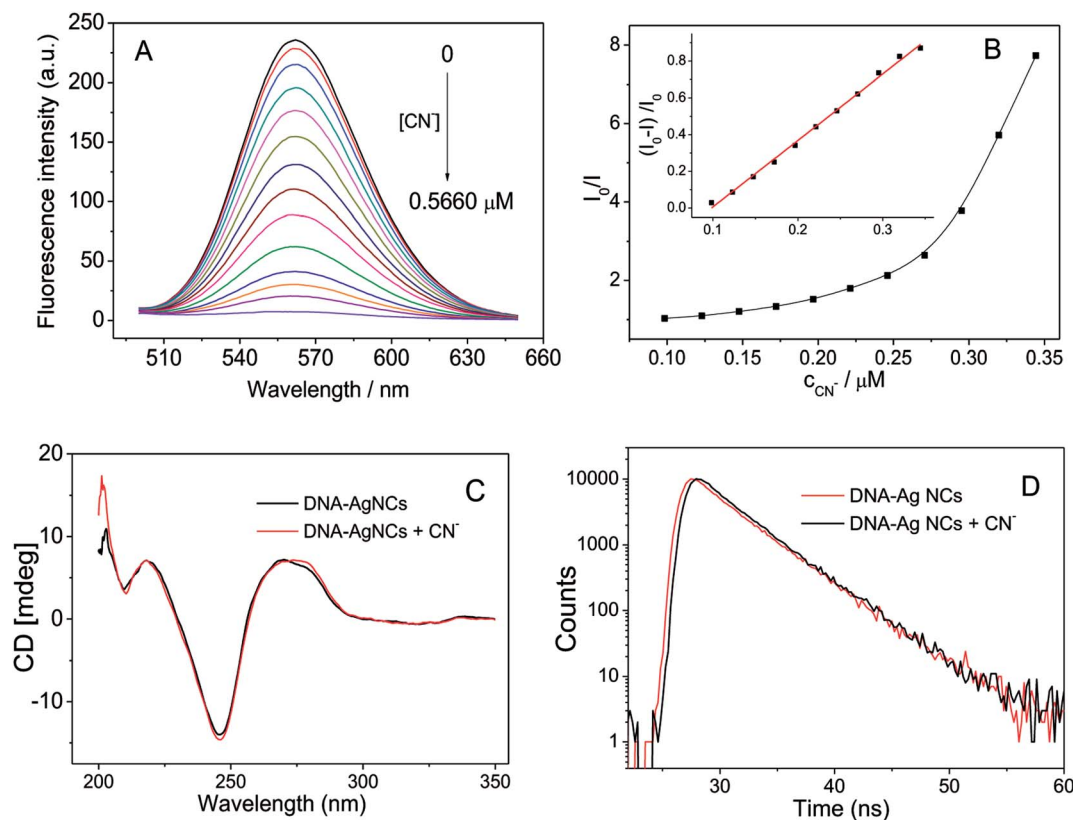 A
Fluorescence intensity (a.u.)
250
200
150
100
50
0
0
[CN⁻]
0.5660 μM
510 540 570 600 630 660
Wavelength / nm
B
I₀/I
8
6
4
2
(I₀-I) /I₀
0.8
0.6
0.4
0.2
0.0
0.1 0.2 0.3
0.10 0.15 0.20 0.25 0.30 0.35
c_CN⁻ / μM
C
CD [mdeg]
20
10
0
-10
DNA-AgNCs
DNA-AgNCs + CN⁻
200 250 300 350
Wavelength (nm)
D
Counts
10000
1000
100
10
1
DNA-Ag NCs
DNA-Ag NCs + CN⁻
30 40 50 60
Time (ns)